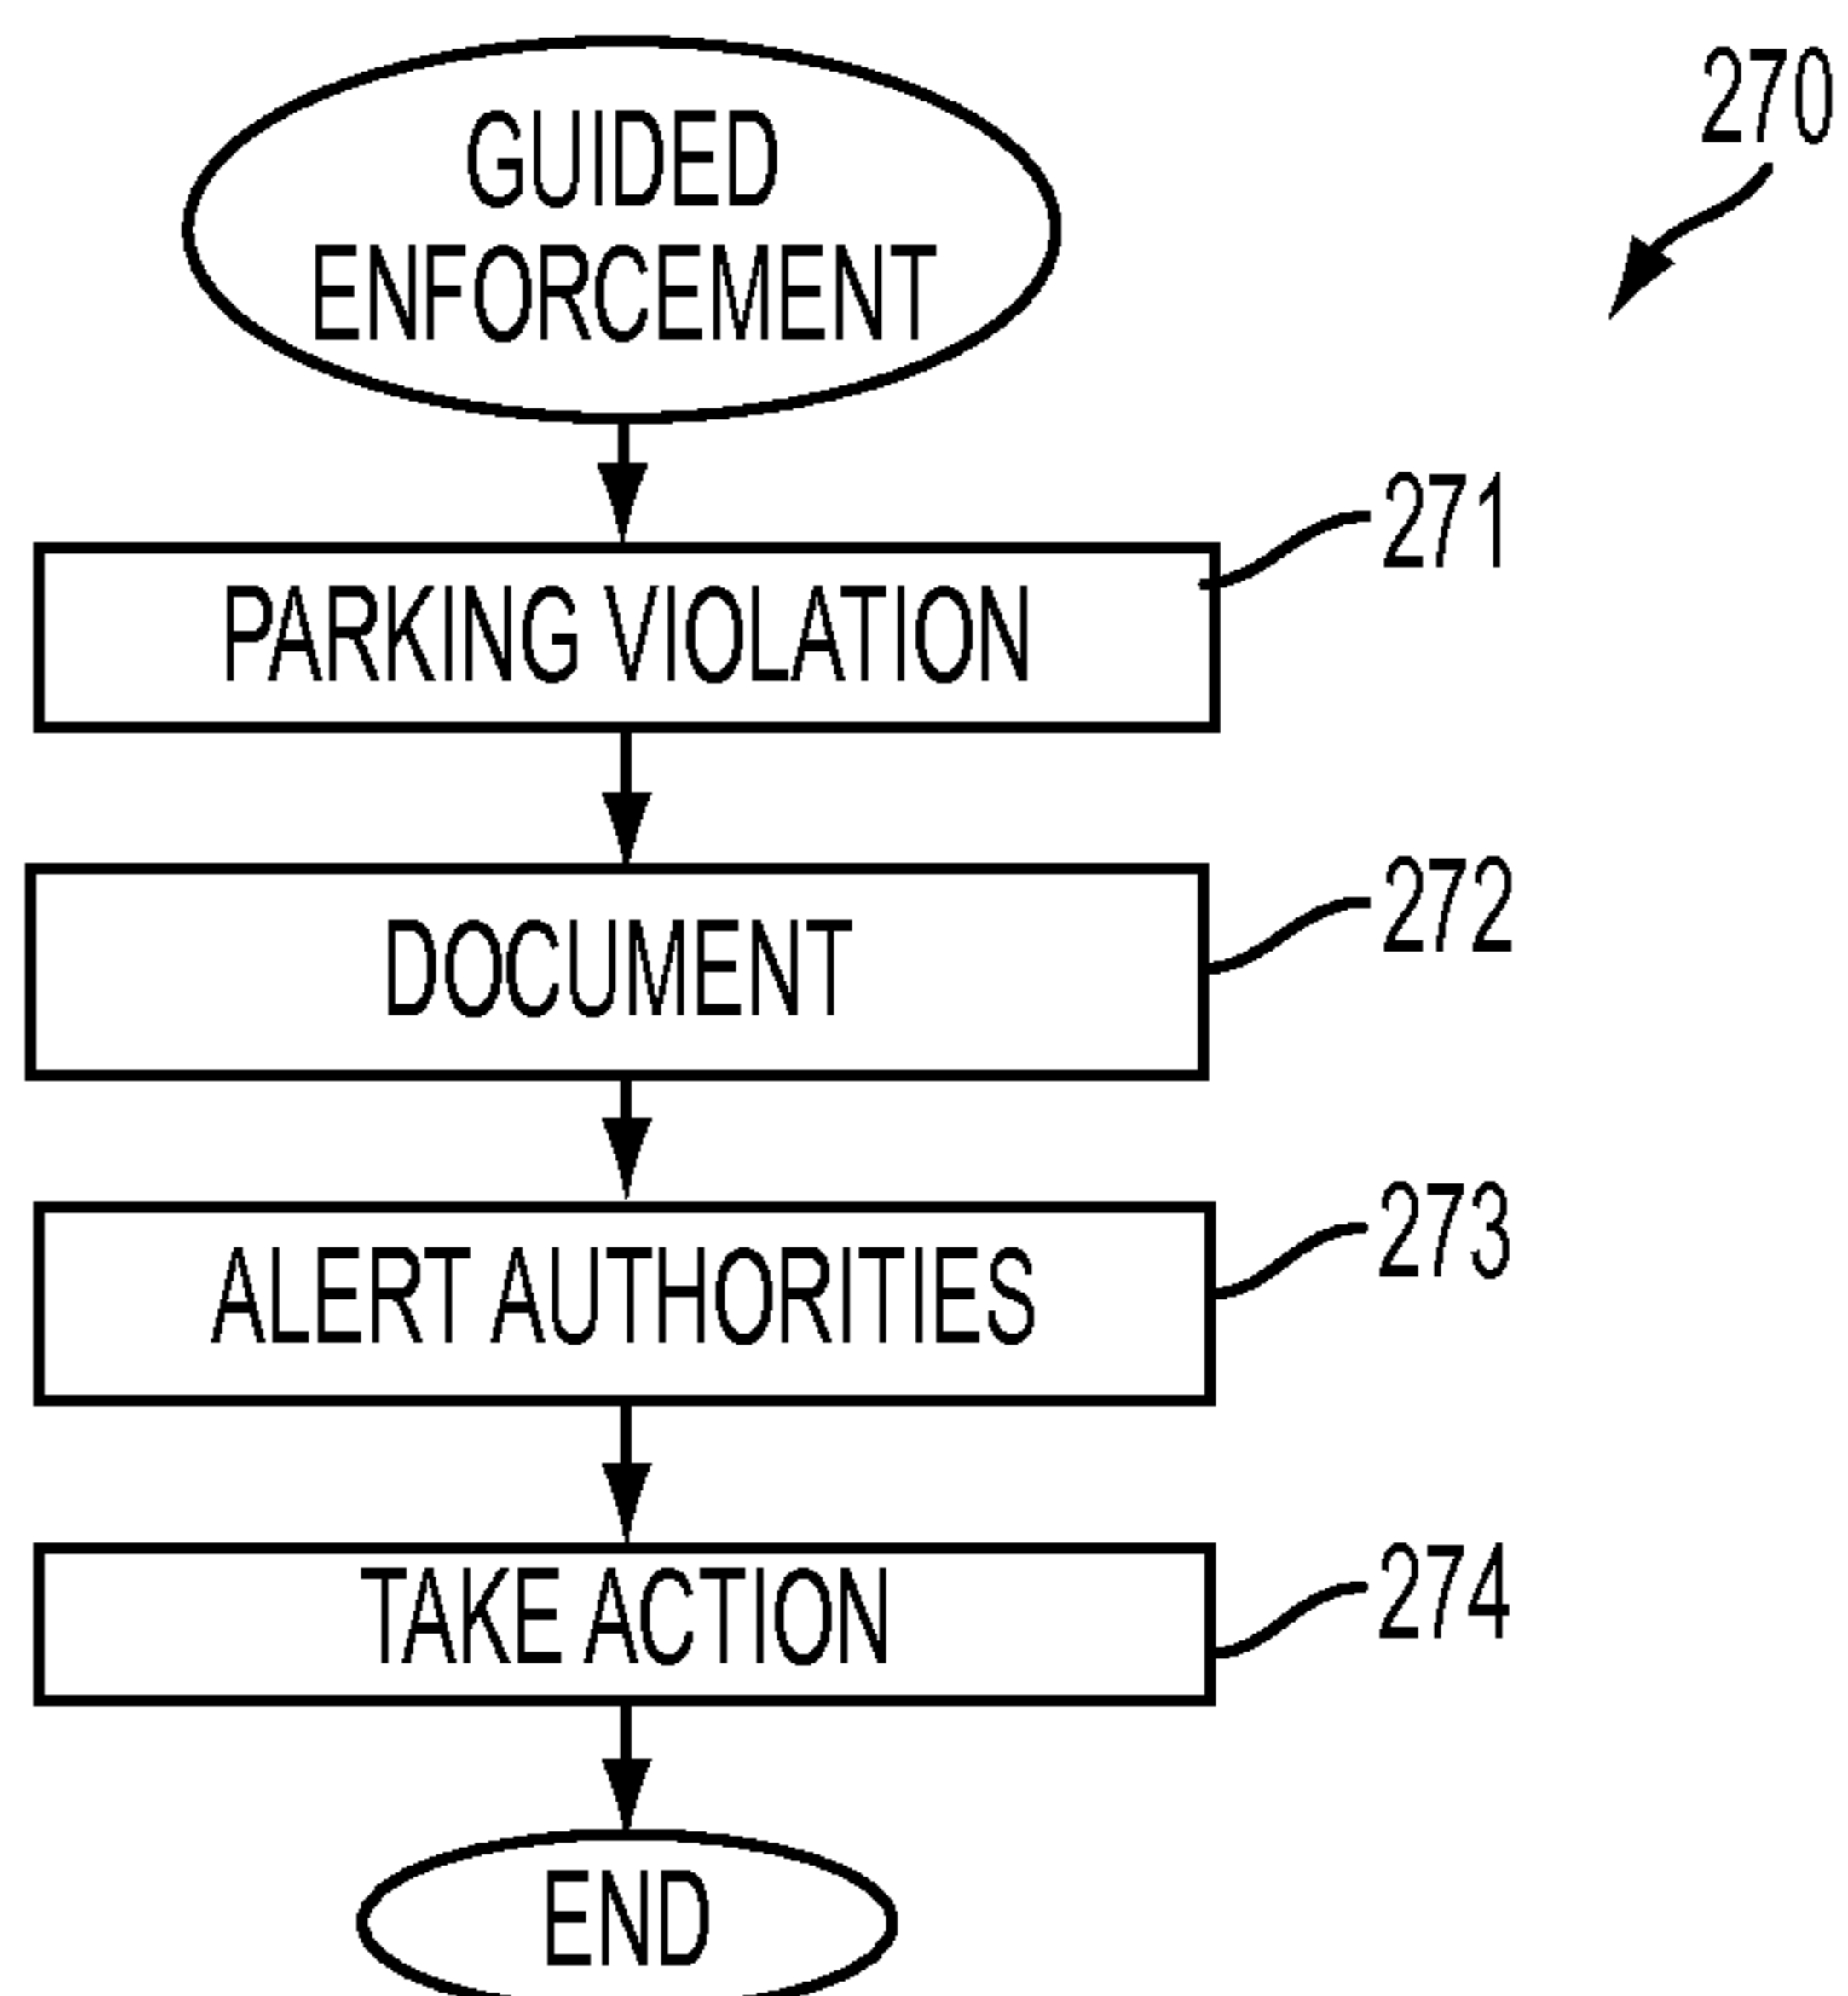 GUIDED
ENFORCEMENT
270
PARKING VIOLATION
271
DOCUMENT
272
ALERT AUTHORITIES
273
TAKE ACTION
274
END